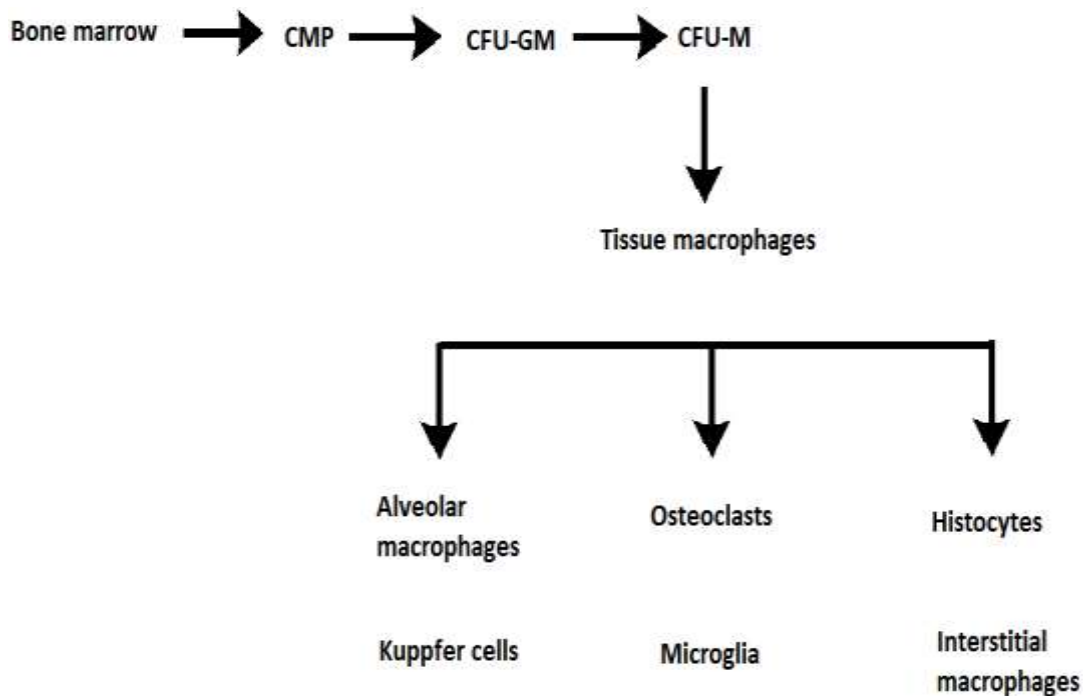 Bone marrow CMP CFU-GM CFU-M
Tissue macrophages
Alveolar
macrophages
Osteoclasts
Histocytes
Kuppfer cells
Microglia
Interstitial
macrophages